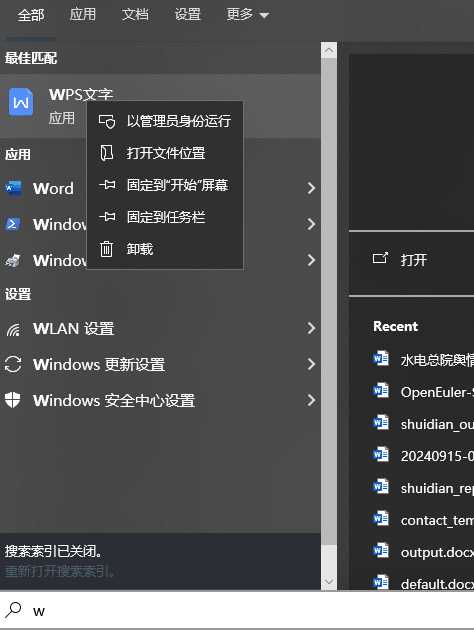 全部 应用 文档 设置 更多
最佳匹配
WPS文字
应用
以管理员身份运行
打开文件位置
固定到"开始"屏幕
固定到任务栏
卸载
应用
Word
Window
Window
设置
WLAN 设置
Windows 更新设置
Windows 安全中心设置
搜索索引已关闭。
重新打开搜索索引。
w
打开
Recent
水电总院舆情
OpenEuler-S
shuidian_ou
20240915-0
shuidian_rep
contact_tem
output.docx
default.docx